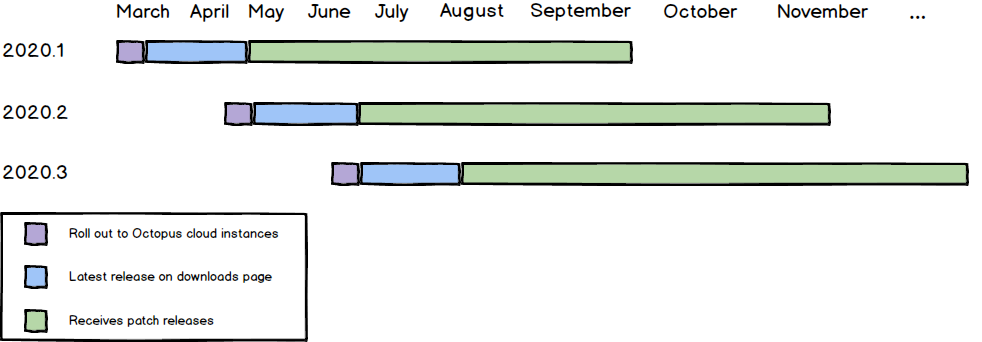 March April May June July August September October November ...
2020.1
2020.2
2020.3
Roll out to Octopus cloud instances
Latest release on downloads page
Receives patch releases